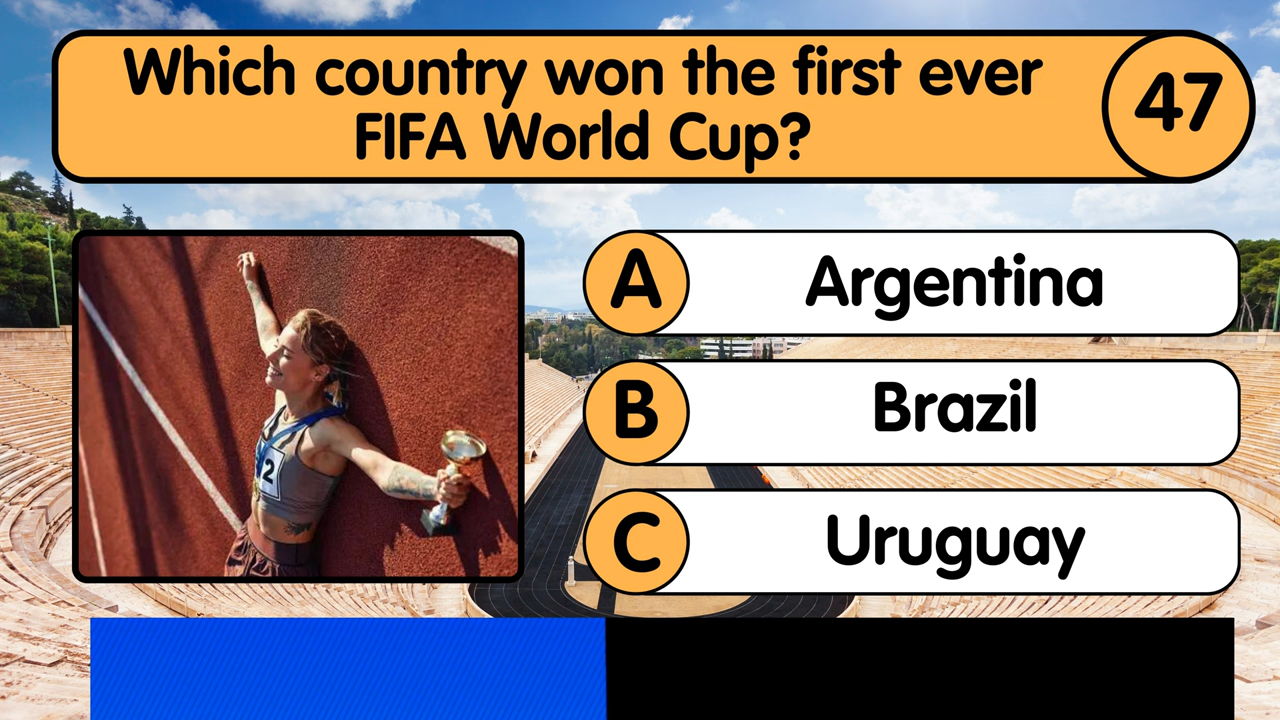 Which country won the first ever
FIFA World Cup?
47
A
Argentina
B
Brazil
C
Uruguay
2